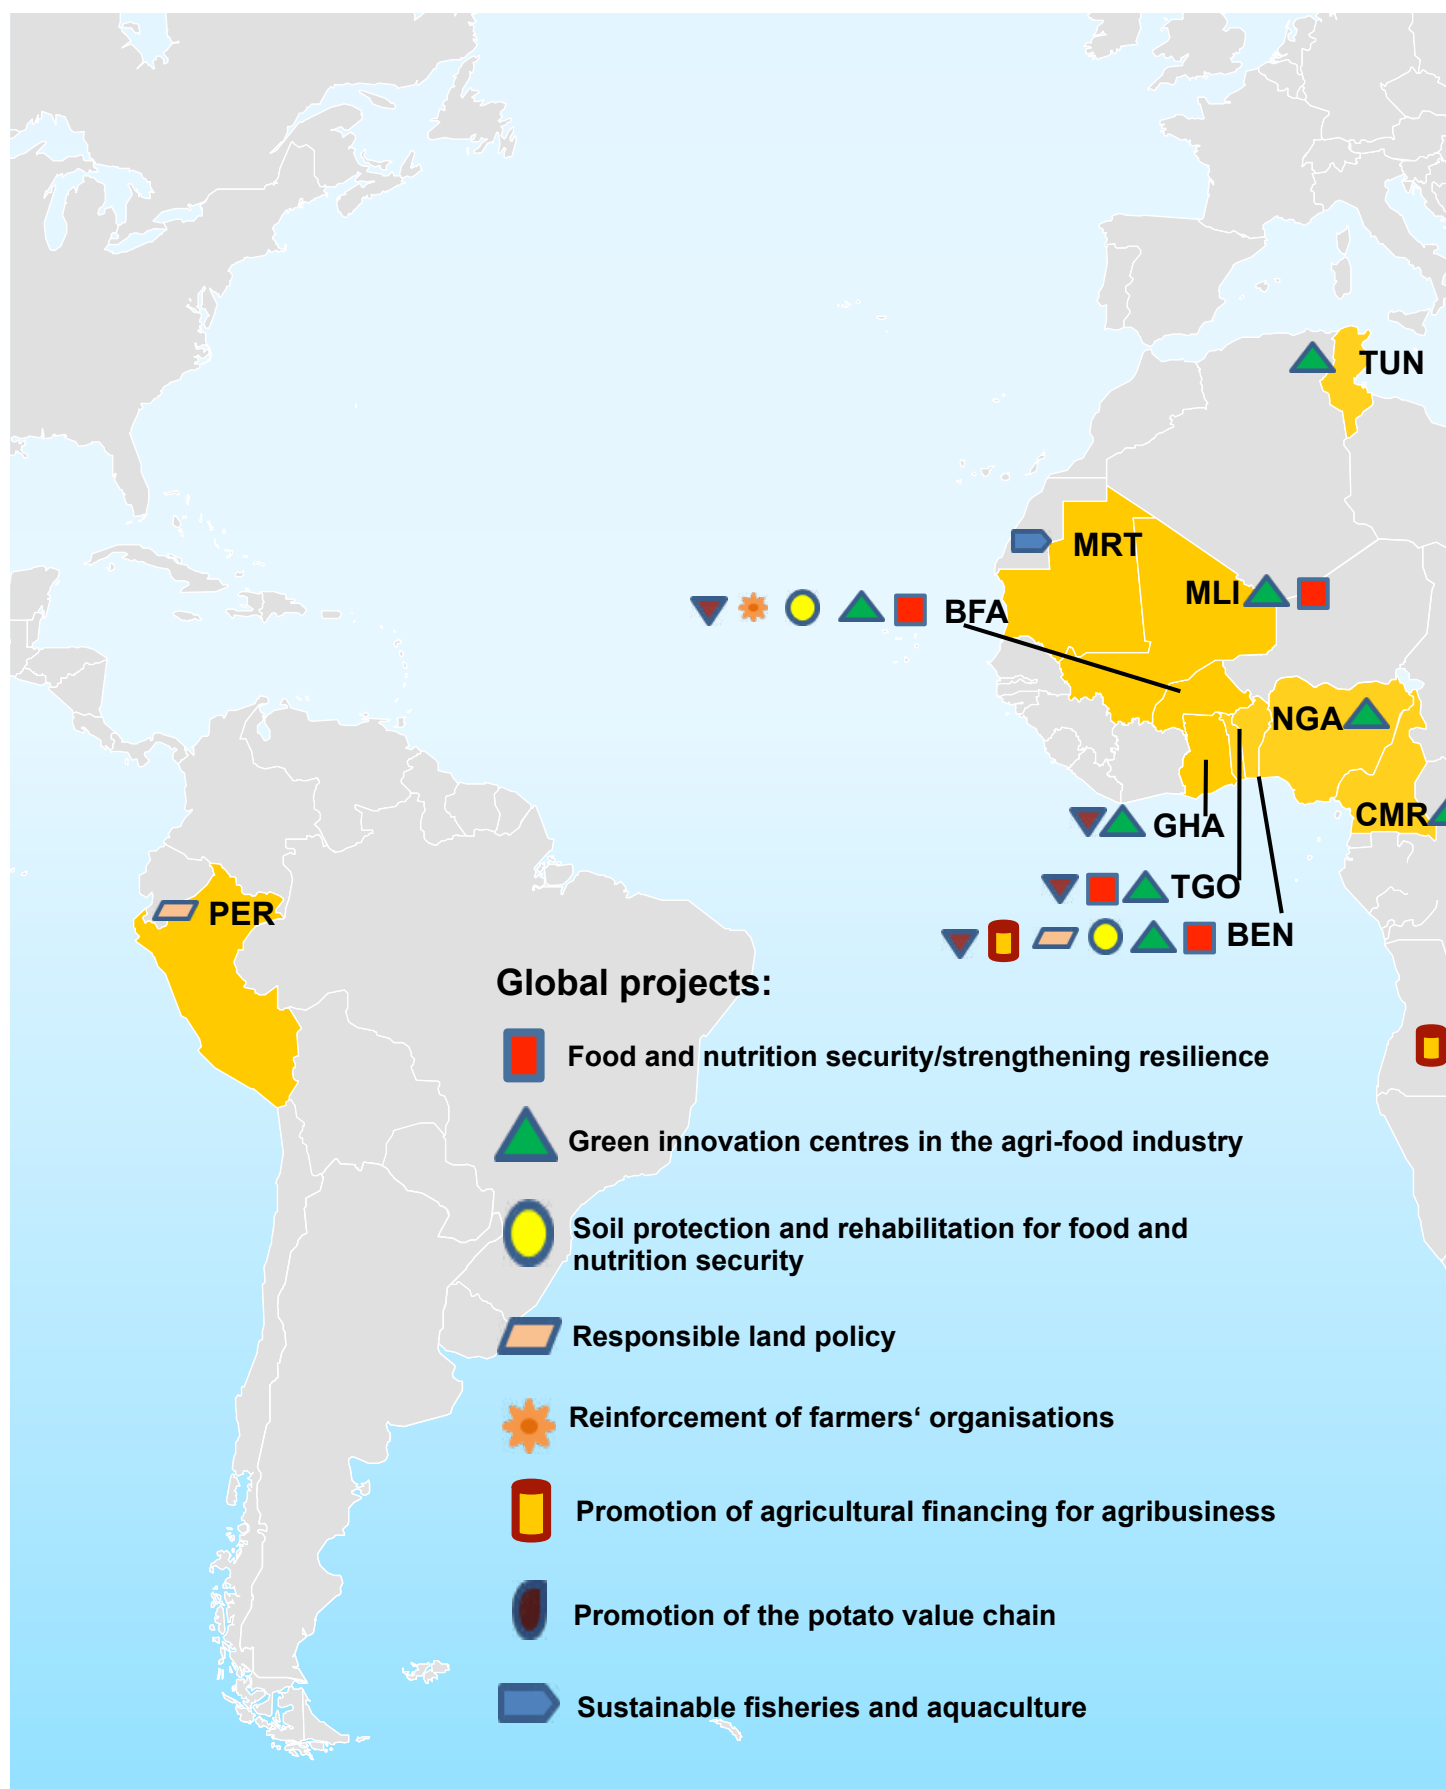 TUN
MRT
MLI
BFA
NGA
CMR
GHA
TGO
PER
BEN
Global projects:
Food and nutrition security/strengthening resilience
Green innovation centres in the agri-food industry
Soil protection and rehabilitation for food and
nutrition security
Responsible land policy
Reinforcement of farmers‘ organisations
Promotion of agricultural financing for agribusiness
Promotion of the potato value chain
Sustainable fisheries and aquaculture